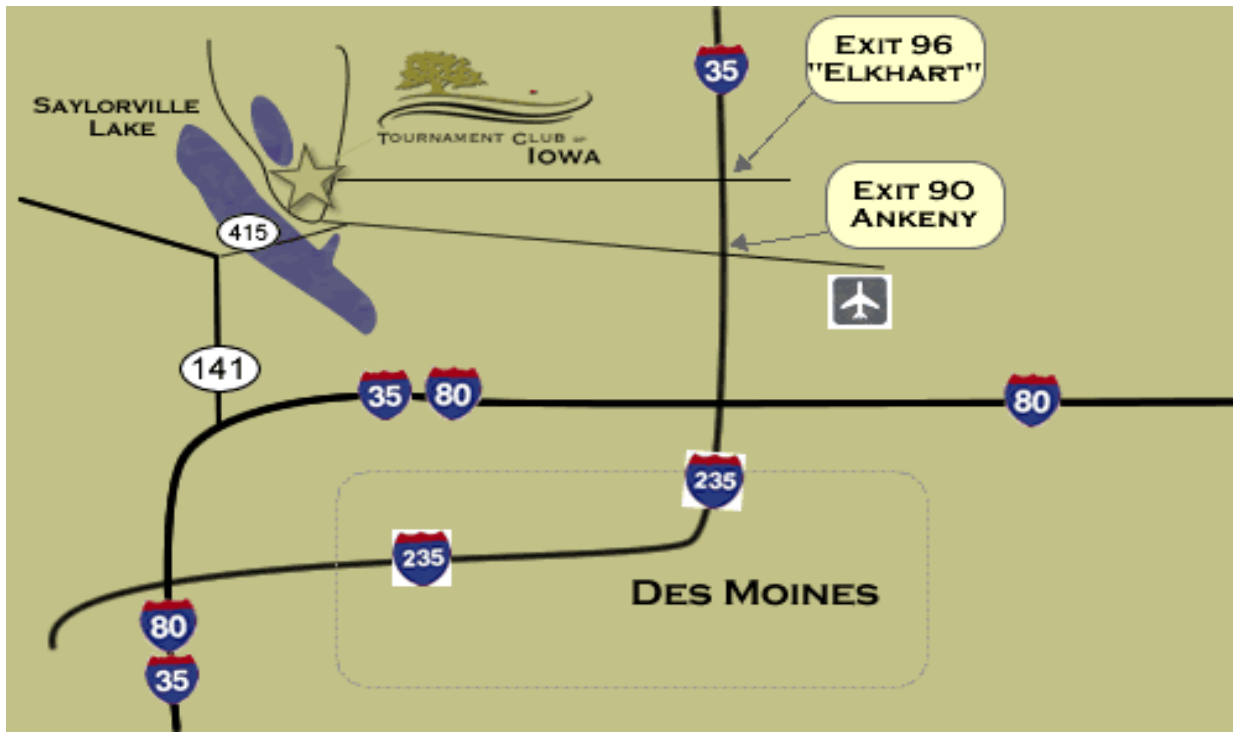 EXIT 96
"ELKHART"
35
SAYLORVILLE
LAKE
TOURNAMENT CLUB OF
IOWA
EXIT 90
ANKENY
415
141
35
80
80
235
235
DES MOINES
80
35